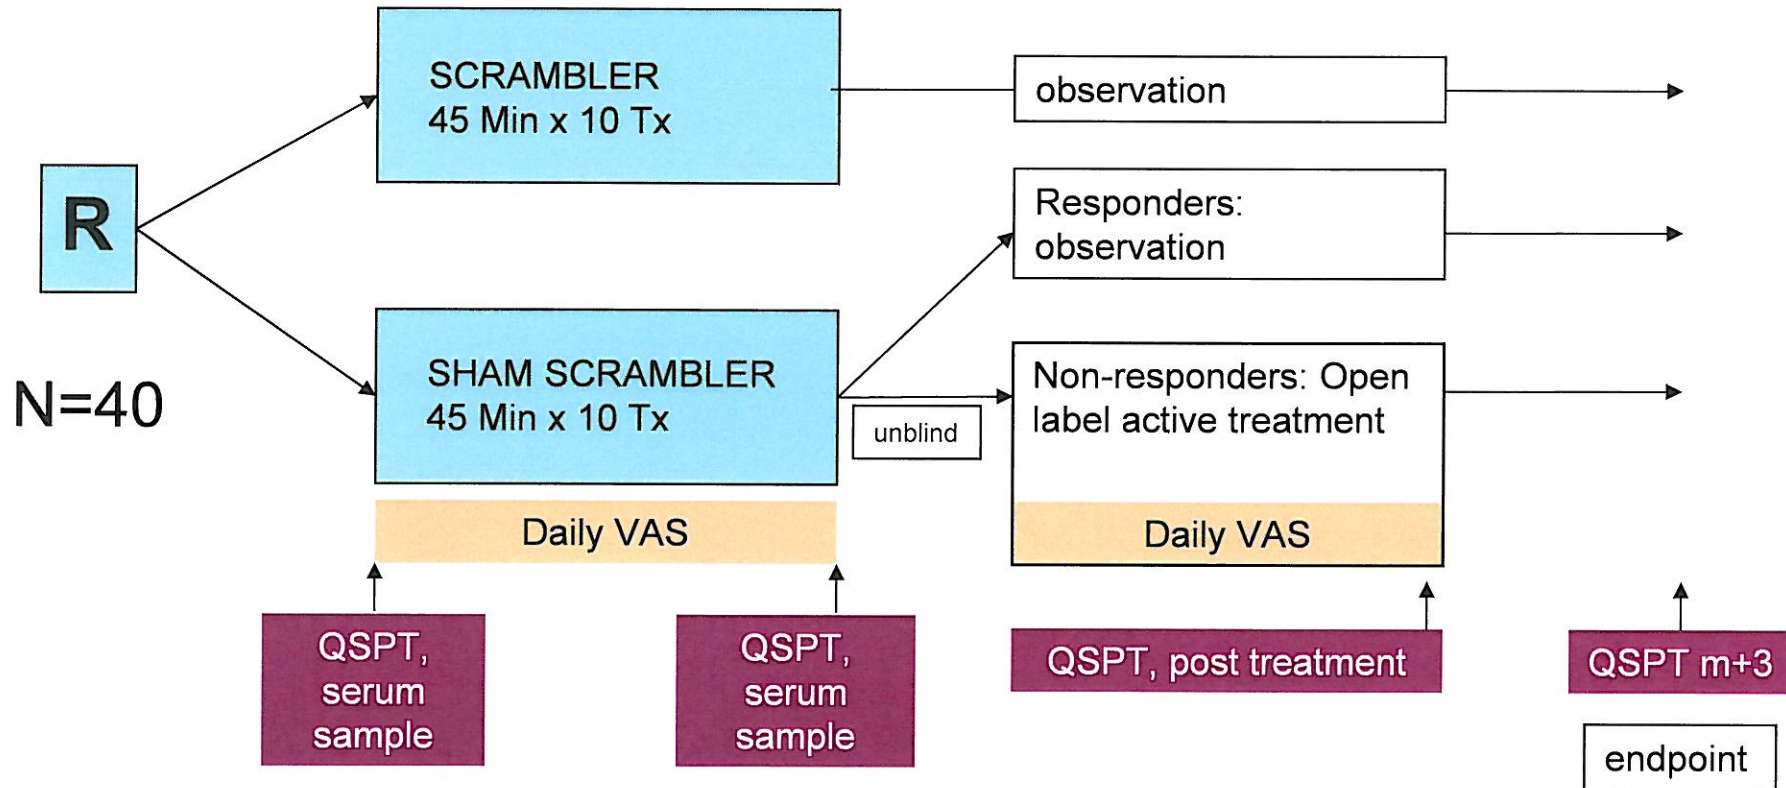 SCRAMBLER
45 Min x 10 Tx
observation
R
Responders:
observation
N=40
SHAM SCRAMBLER
45 Min x 10 Tx
unblind
Non-responders: Open
label active treatment
Daily VAS
Daily VAS
QSPT,
serum
sample
QSPT,
serum
sample
QSPT, post treatment
QSPT m+3
endpoint